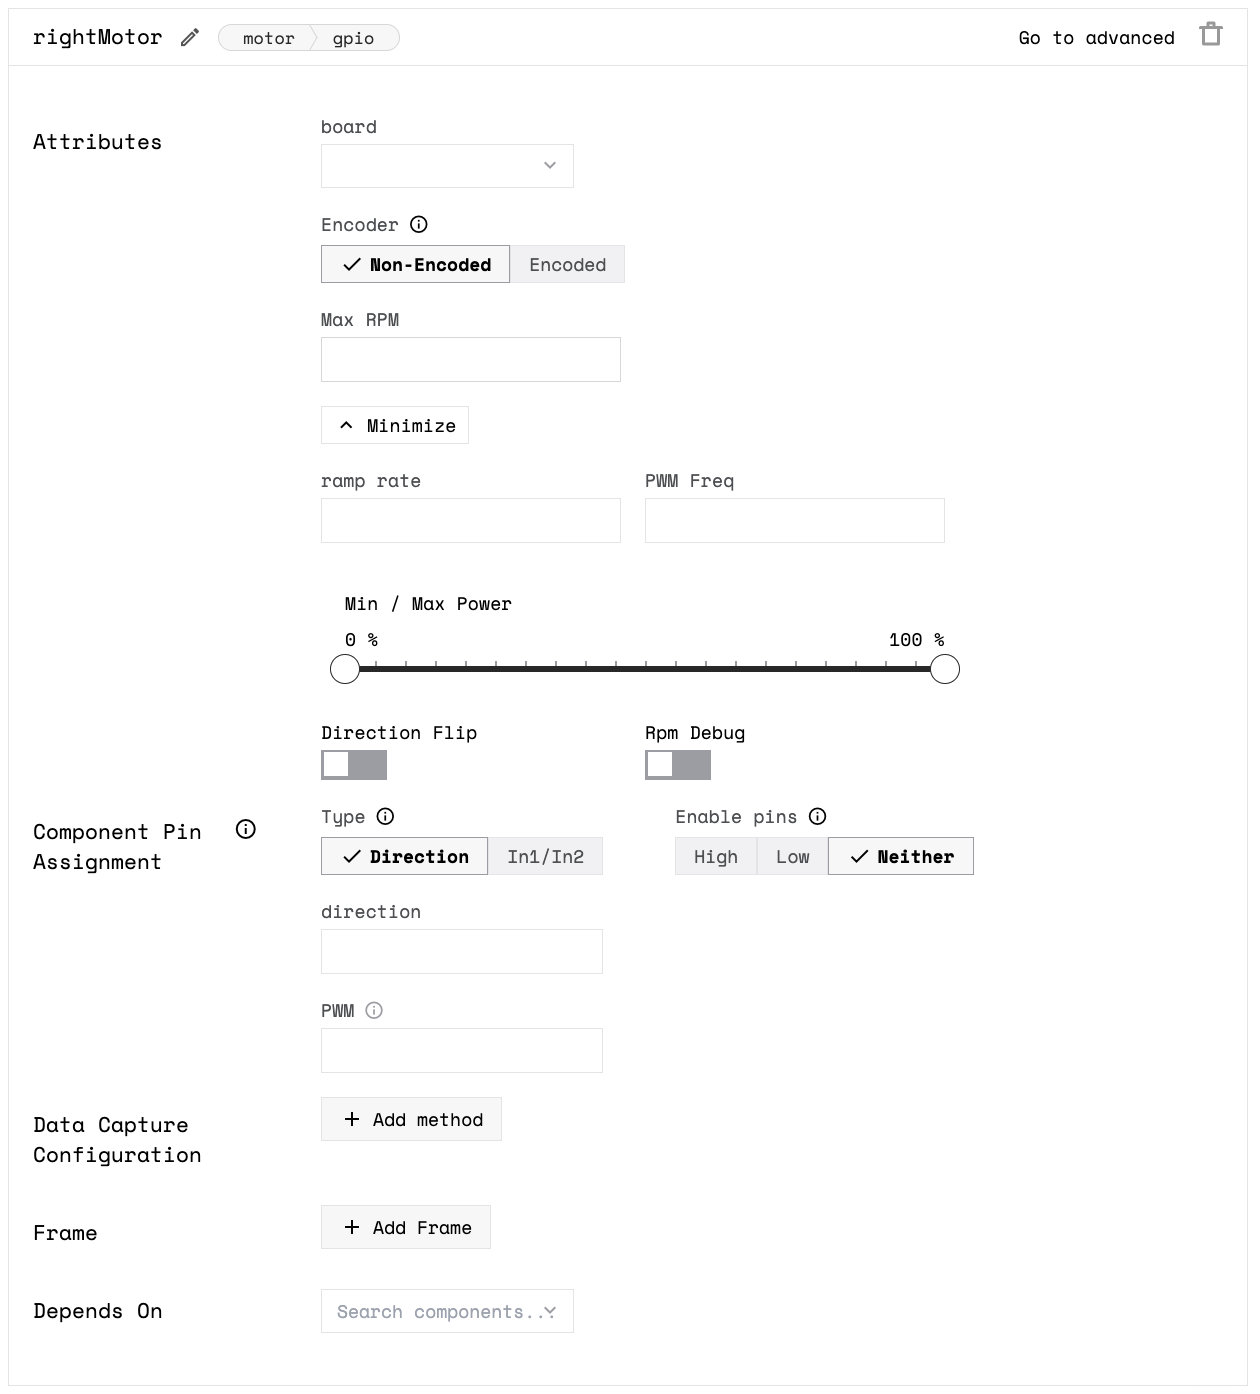 rightMotor motor gpio Go to advanced
Attributes
board
Encoder
Non-Encoded Encoded
Max RPM
Minimize
ramp rate PWM Freq
Min / Max Power
0 % 100 %
Direction Flip Rpm Debug
Component Pin
Assignment
Type Enable pins
Direction In1/In2 High Low Neither
direction
PWM
Data Capture
Configuration
Add method
Frame
Add Frame
Depends On
Search components...